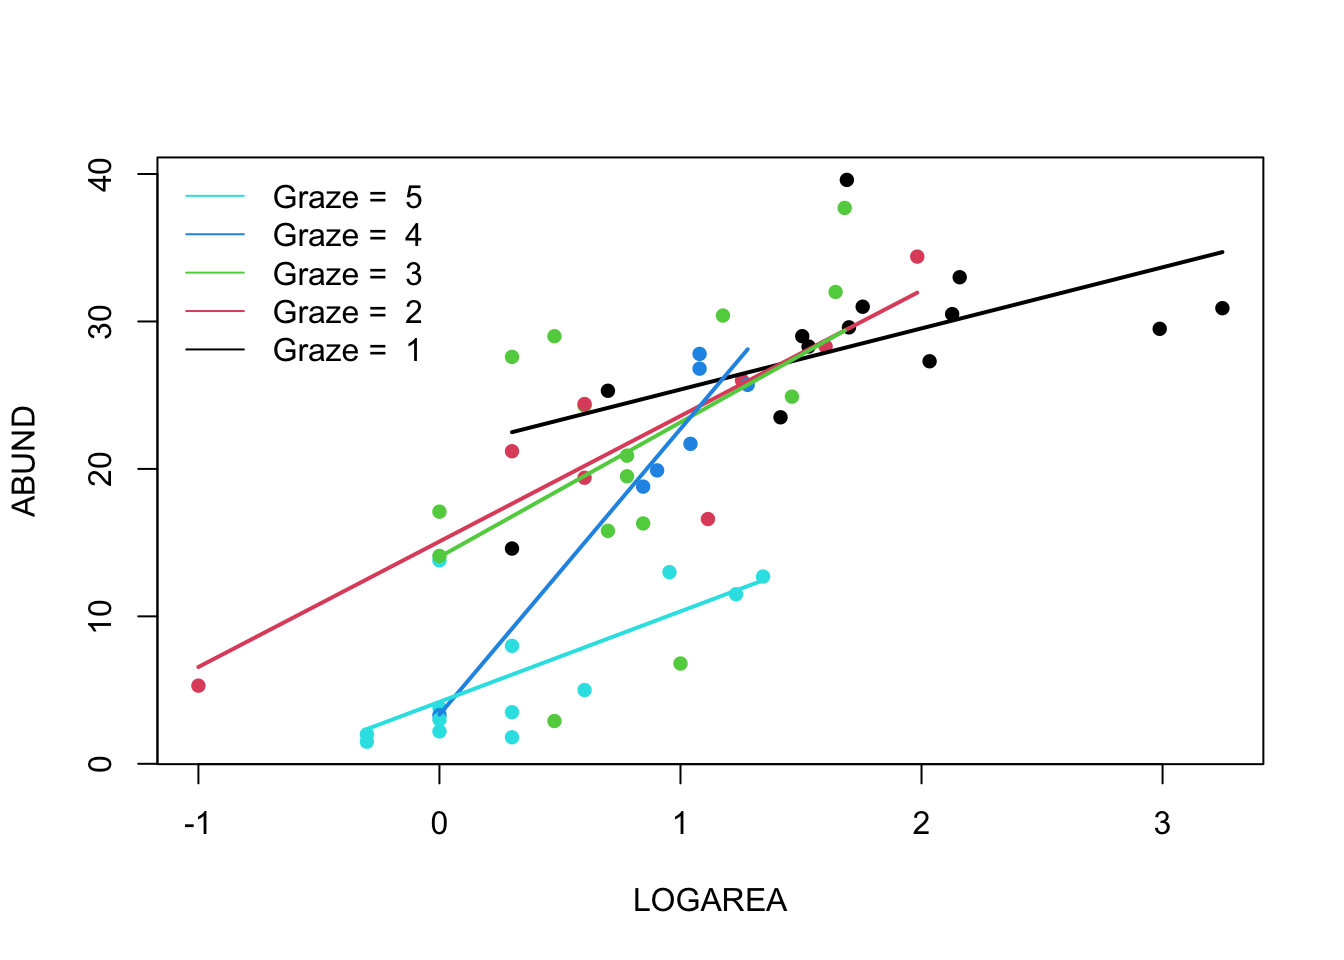 40
30
20
10
0
ABUND
Graze = 5
Graze = 4
Graze = 3
Graze = 2
Graze = 1
-1 0 1 2 3
LOGAREA